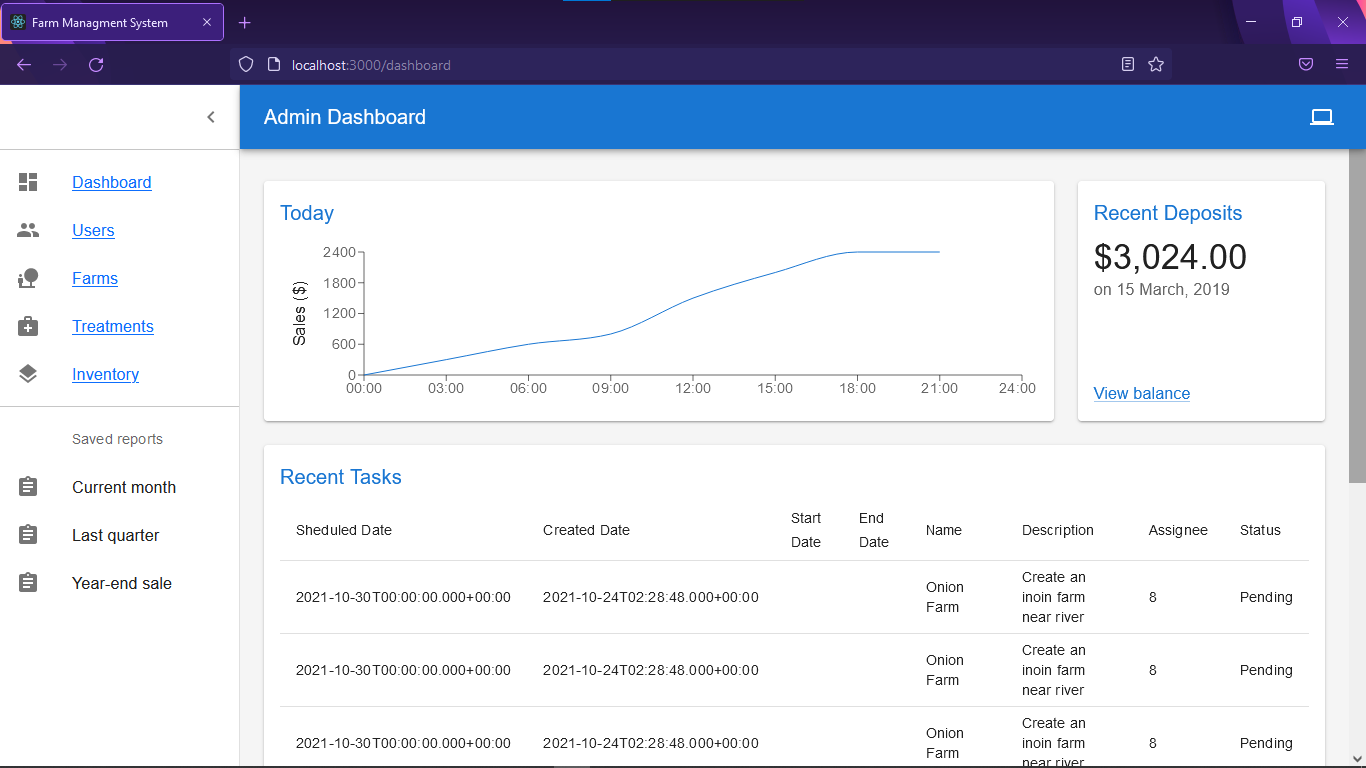 Farm Managment System
localhost:3000/dashboard
Admin Dashboard
Dashboard
Users
Farms
Treatments
Inventory
Saved reports
Current month
Last quarter
Year-end sale
Today
Sales ($)
2400
1800
1200
600
0
00:00 03:00 06:00 09:00 12:00 15:00 18:00 21:00 24:00
Recent Deposits
$3,024.00
on 15 March, 2019
View balance
Recent Tasks
Sheduled Date Created Date Start Date End Date Name Description Assignee Status
2021-10-30T00:00:00.000+00:00 2021-10-24T02:28:48.000+00:00 Onion Farm Create an inoin farm near river 8 Pending
2021-10-30T00:00:00.000+00:00 2021-10-24T02:28:48.000+00:00 Onion Farm Create an inoin farm near river 8 Pending
2021-10-30T00:00:00.000+00:00 2021-10-24T02:28:48.000+00:00 Onion Farm Create an inoin farm near river 8 Pending